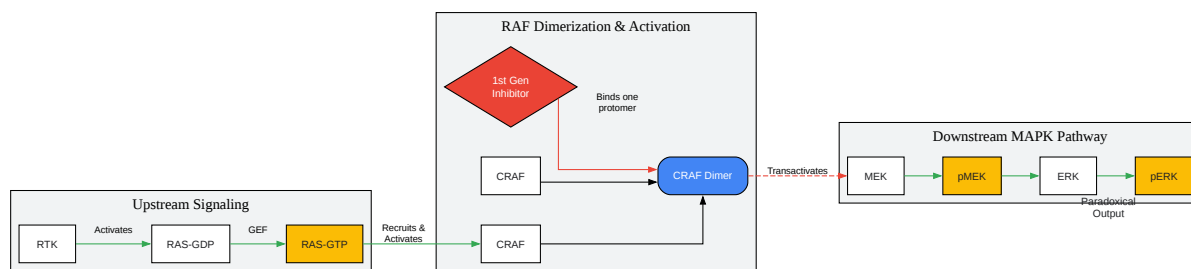 RAF Dimerization & Activation
1st Gen
Inhibitor
Binds one
protomer
CRAF
CRAF Dimer
Transactivates
Downstream MAPK Pathway
MEK
pMEK
ERK
pERK
Paradoxical
Output
Upstream Signaling
RTK
Activates
RAS-GDP
GEF
RAS-GTP
Recruits &
Activates
CRAF